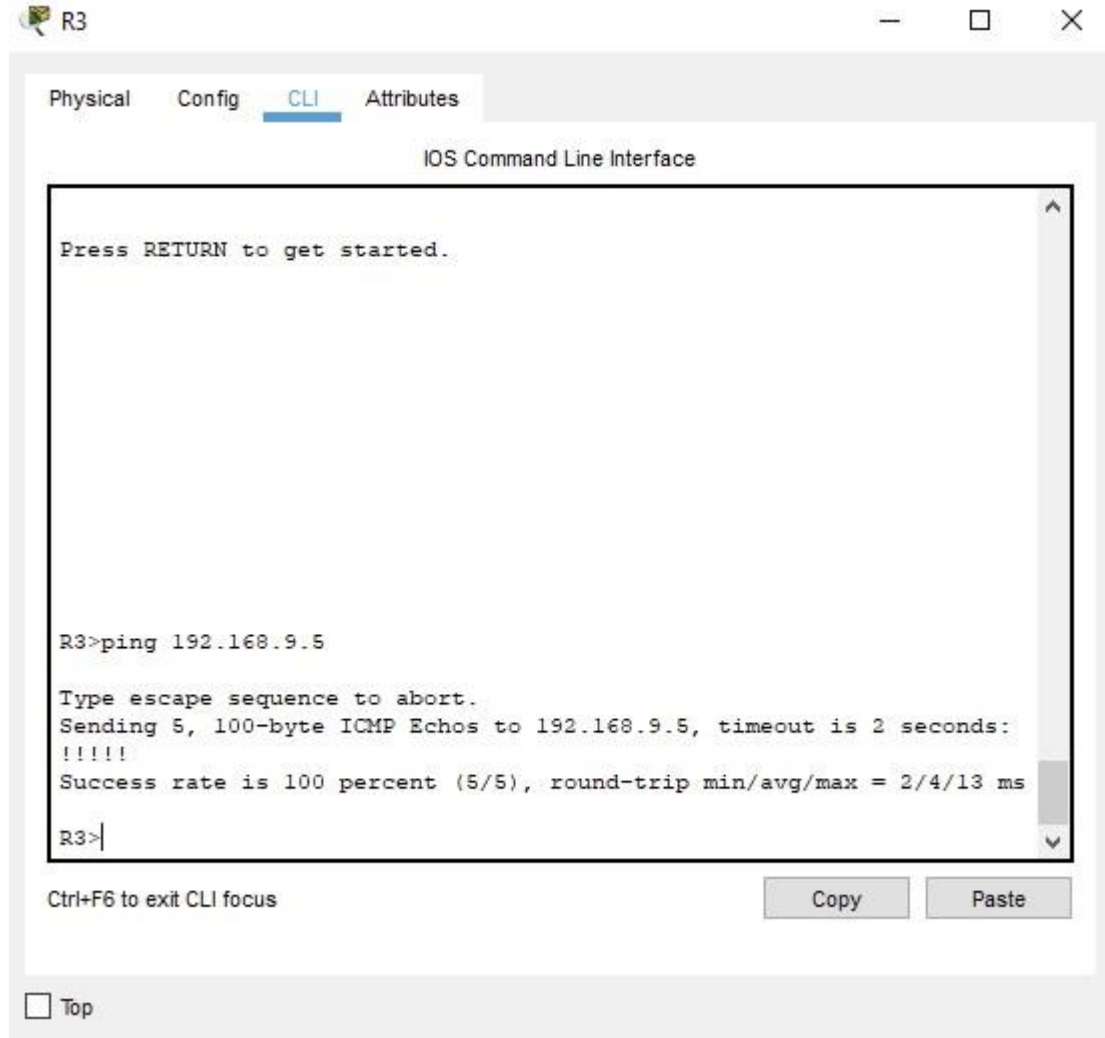 R3
Physical Config CLI Attributes
IOS Command Line Interface
Press RETURN to get started.
R3>ping 192.168.9.5
Type escape sequence to abort.
Sending 5, 100-byte ICMP Echos to 192.168.9.5, timeout is 2 seconds:
!!!!!
Success rate is 100 percent (5/5), round-trip min/avg/max = 2/4/13 ms
R3>
Ctrl+F6 to exit CLI focus
Copy Paste
Top